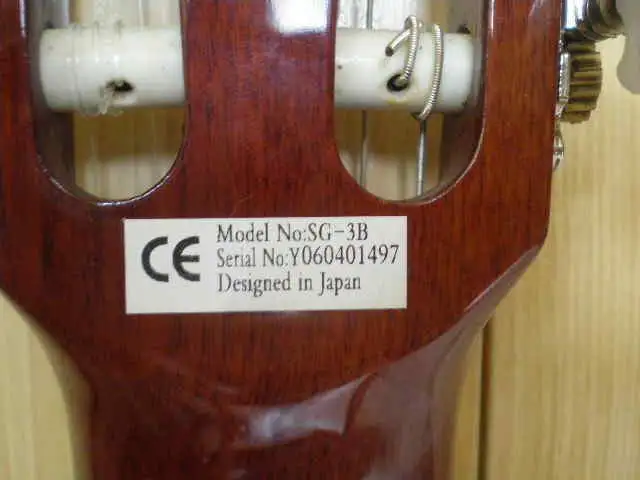 CE
Model No:SG-3B
Serial No:Y060401497
Designed in Japan